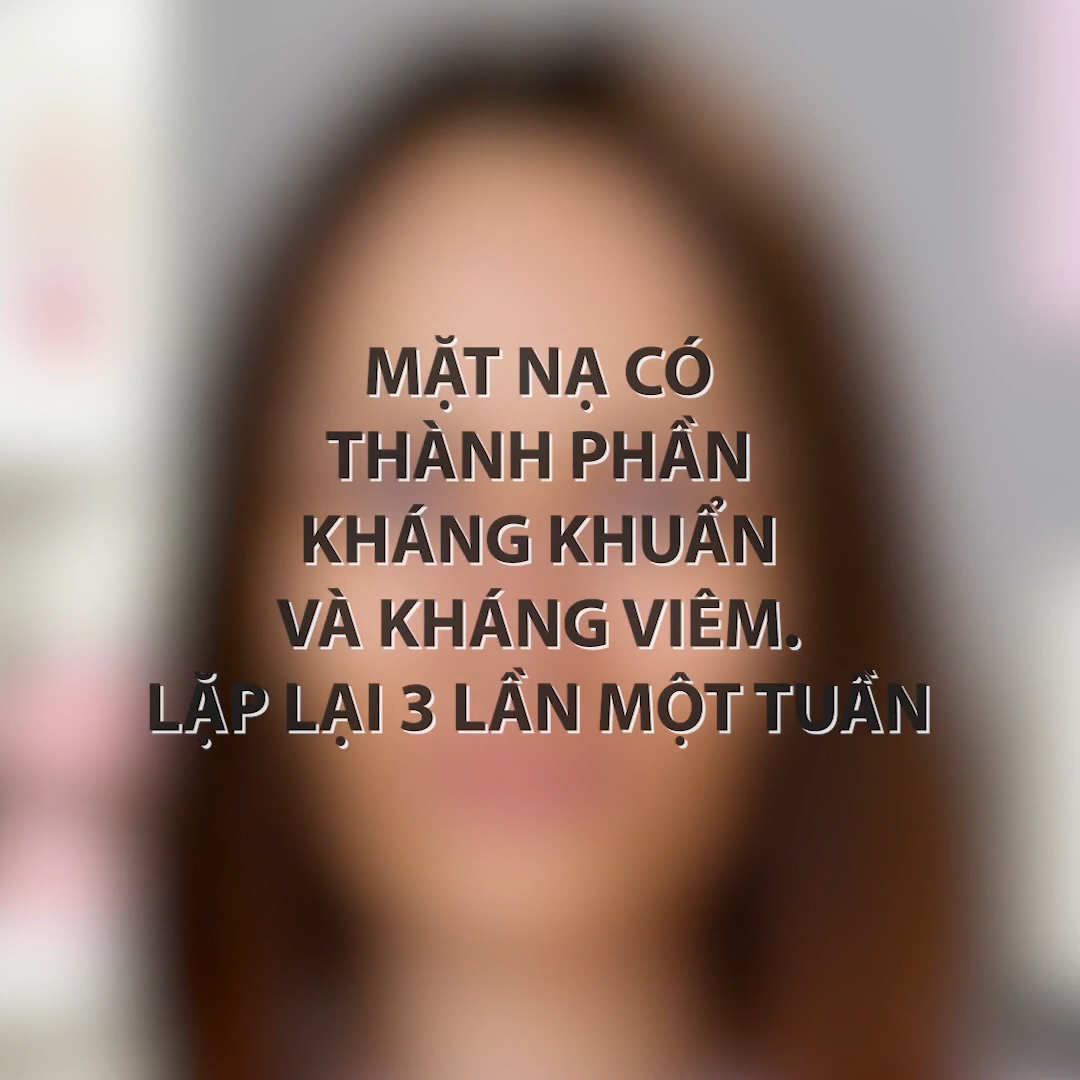 MẶT NẠ CÓ
THÀNH PHẦN
KHÁNG KHUẨN
VÀ KHÁNG VIÊM.
LẶP LẠI 3 LẦN MỘT TUẦN